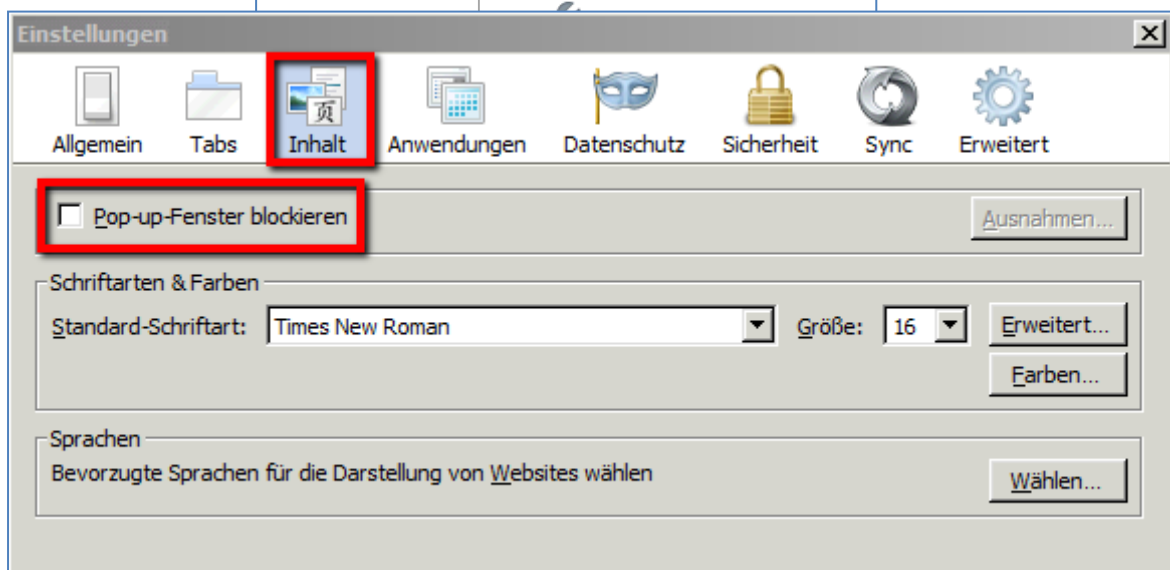 Einstellungen
页
Allgemein Tabs Inhalt Anwendungen Datenschutz Sicherheit Sync Erweitert
Pop-up-Fenster blockieren Ausnahmen...
Schriftarten & Farben
Standard-Schriftart: Times New Roman Größe: 16 Erweitert...
Farben...
Sprachen
Bevorzugte Sprachen für die Darstellung von Websites wählen Wählen...